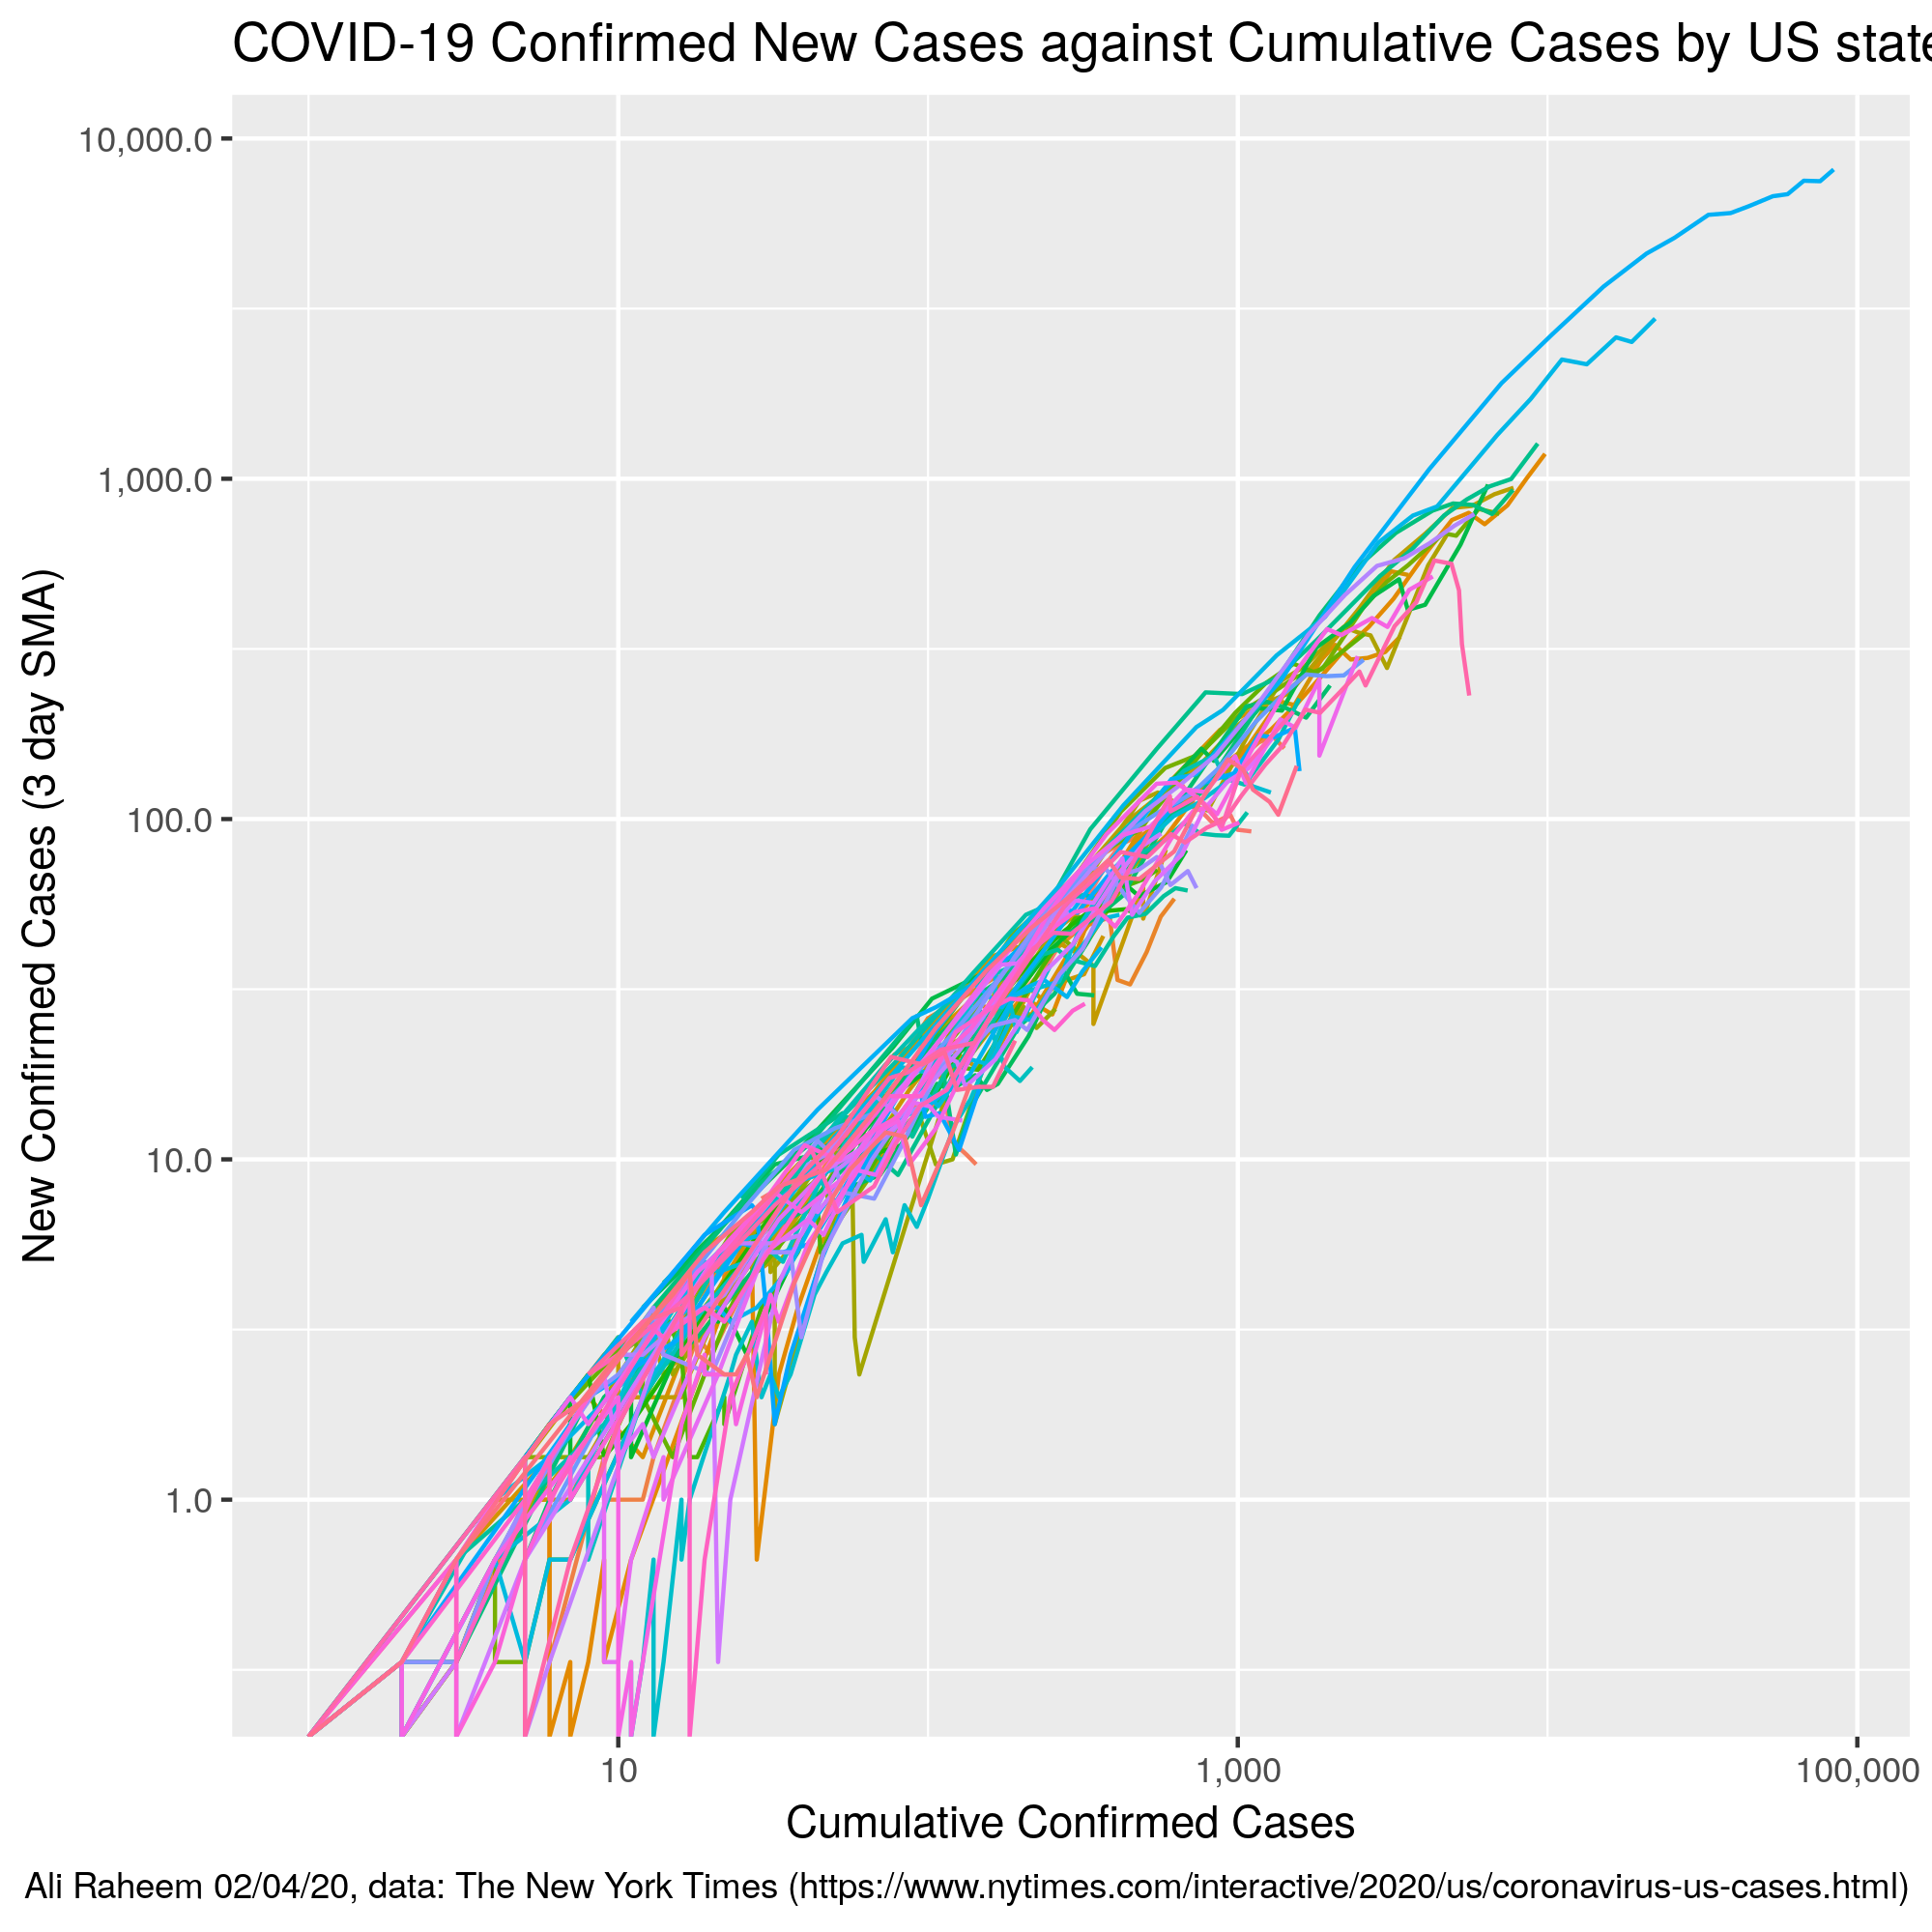 COVID-19 Confirmed New Cases against Cumulative Cases by US state
New Confirmed Cases (3 day SMA)
10,000.0
1,000.0
100.0
10.0
1.0
10
1,000
100,000
Cumulative Confirmed Cases
Ali Raheem 02/04/20, data: The New York Times (https://www.nytimes.com/interactive/2020/us/coronavirus-us-cases.html)